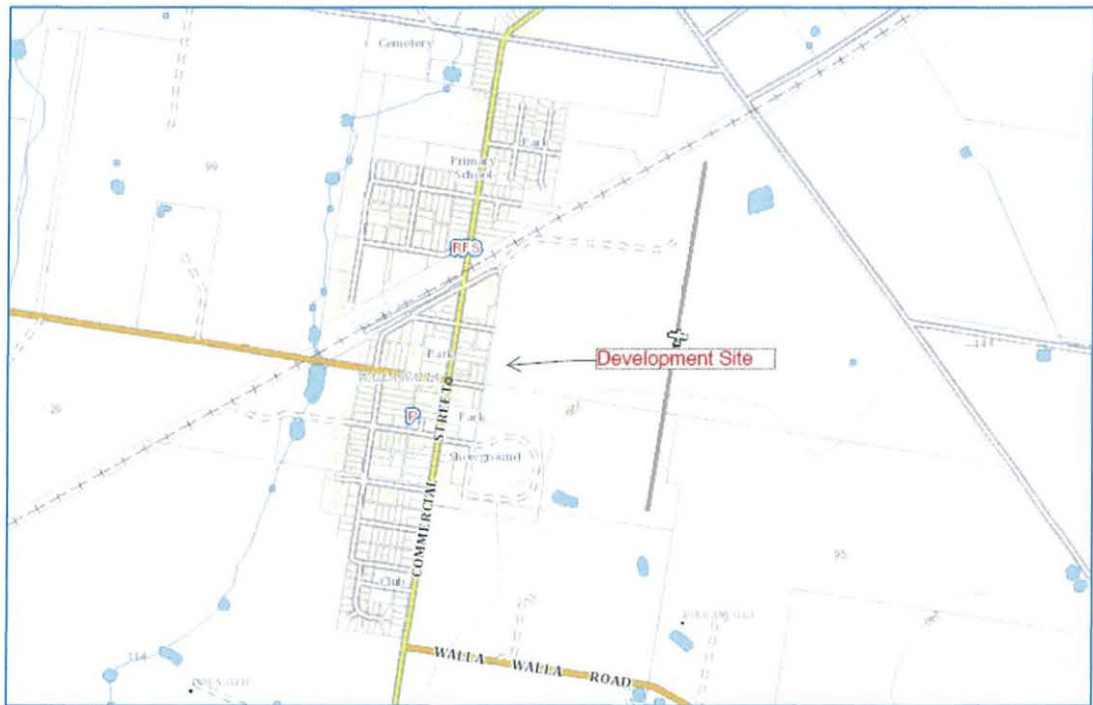 Cemetery
Park
99
Primary
School
RFS
Development Site
Park
P
Park
Showground
COMMERCIAL STREET
95
Club
WALLA WALLA ROAD